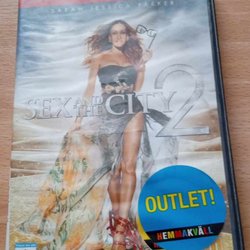 SARAH JESSICA PARKER
SEX AND THE CITY 2
OUTLET!
HEMMAKVÄLL